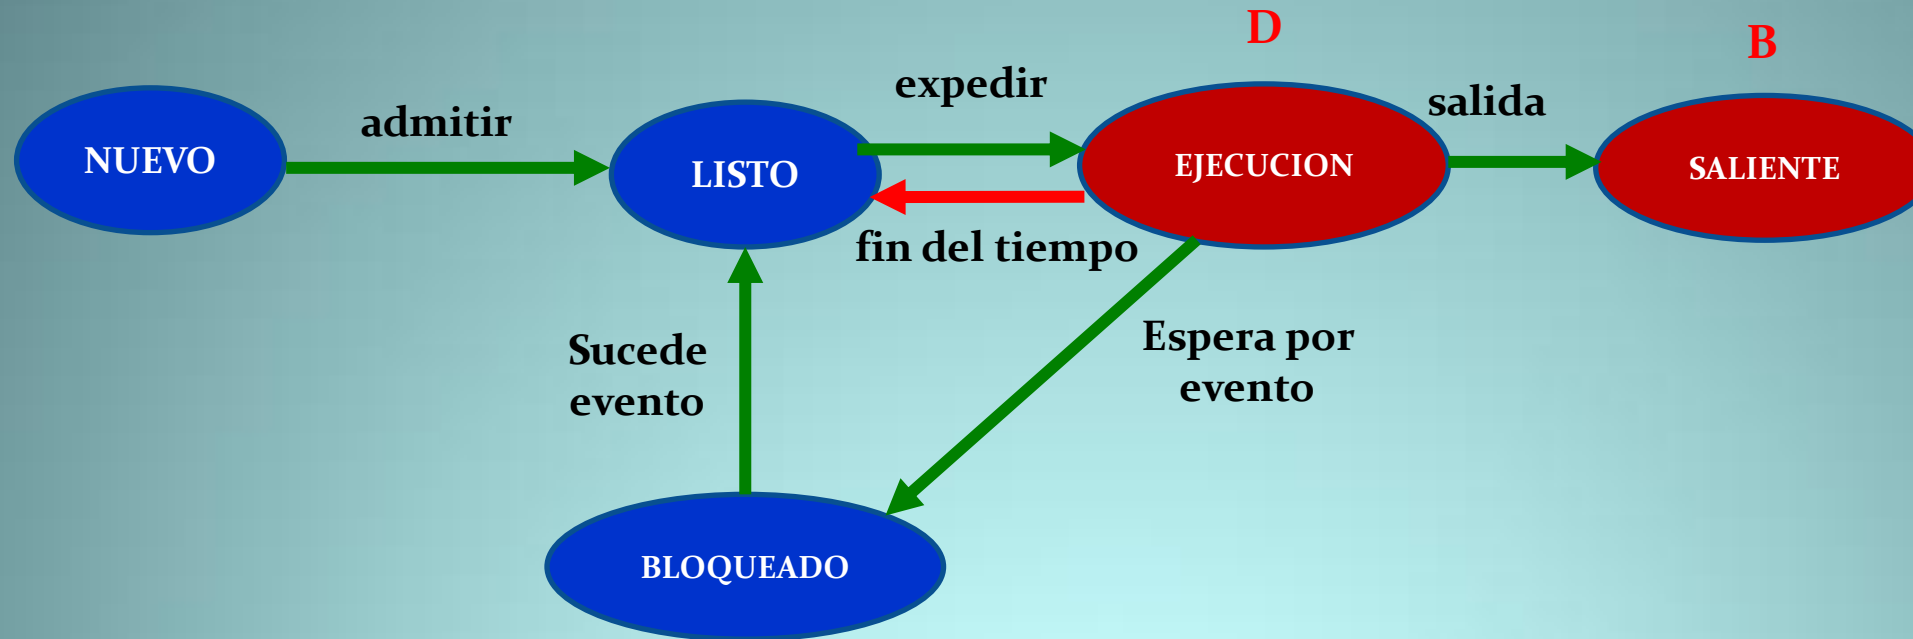 D
B
expedir
salida
admitir
NUEVO
LISTO
EJECUCION
SALIENTE
fin del tiempo
Sucede
evento
Espera por
evento
BLOQUEADO